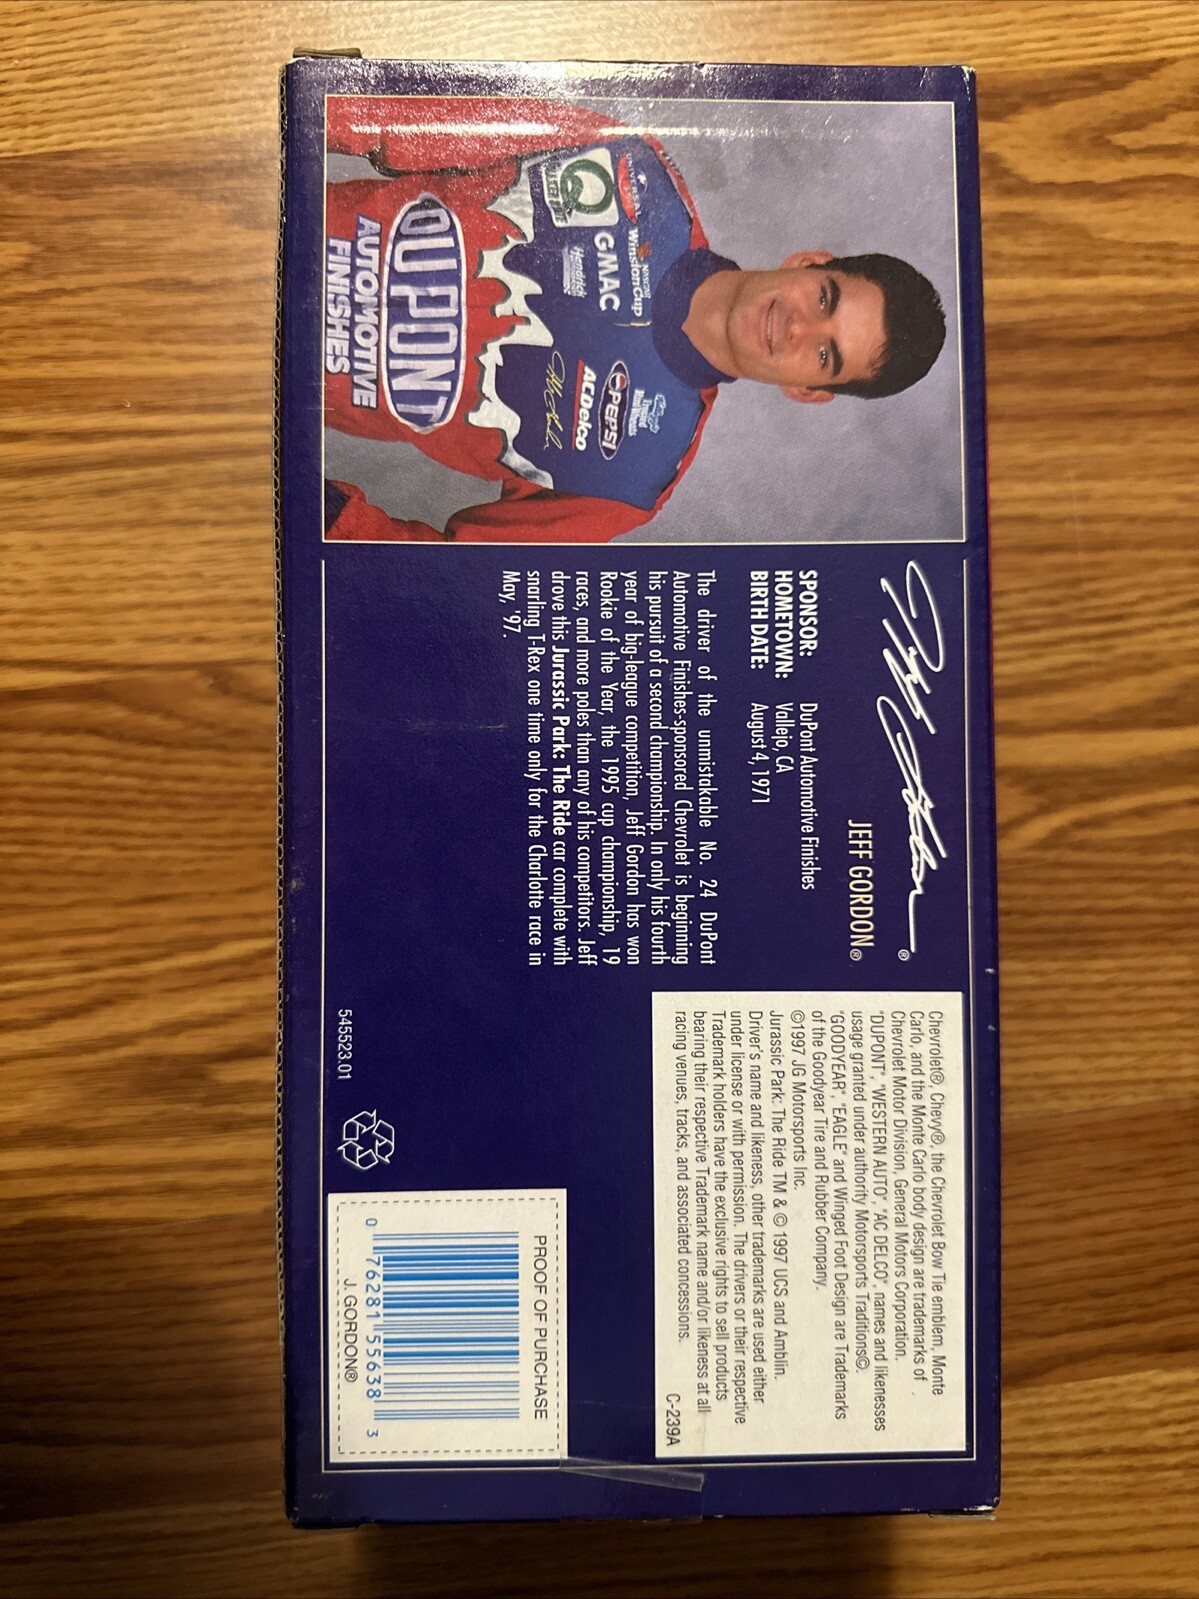 UNIVERSAL
NASCAR
Winston Cup
GMAC
Hendrick
PEPSI
ACDelco
DUPONT
AUTOMOTIVE
FINISHES
Jeff Gordon®
JEFF GORDON®
SPONSOR: DuPont Automotive Finishes
HOMETOWN: Vallejo, CA
BIRTH DATE: August 4, 1971
The driver of the unmistakable No. 24 DuPont
Automotive Finishes-sponsored Chevrolet is beginning
his pursuit of a second championship. In only his fourth
year of big-league competition, Jeff Gordon has won
Rookie of the Year, the 1995 cup championship, 19
races, and more poles than any of his competitors. Jeff
drove this Jurassic Park: The Ride car complete with
snarling T-Rex one time only for the Charlotte race in
May, '97.
545523.01
Chevrolet®, Chevy®, the Chevrolet Bow Tie emblem, Monte
Carlo, and the Monte Carlo body design are trademarks of
Chevrolet Motor Division, General Motors Corporation.
"DUPONT", "WESTERN AUTO", "AC DELCO", names and likenesses
usage granted under authority Motorsports Traditions©.
"GOODYEAR", "EAGLE" and Winged Foot Design are Trademarks
of the Goodyear Tire and Rubber Company.
©1997 JG Motorsports Inc.
Jurassic Park: The Ride TM & © 1997 UCS and Amblin.
Driver's name and likeness, other trademarks are used either
under license or with permission. The drivers or their respective
Trademark holders have the exclusive rights to sell products
bearing their respective Trademark name and/or likeness at all
racing venues, tracks, and associated concessions.
C-239A
PROOF OF PURCHASE
0 76281 55638 3
J. GORDON®